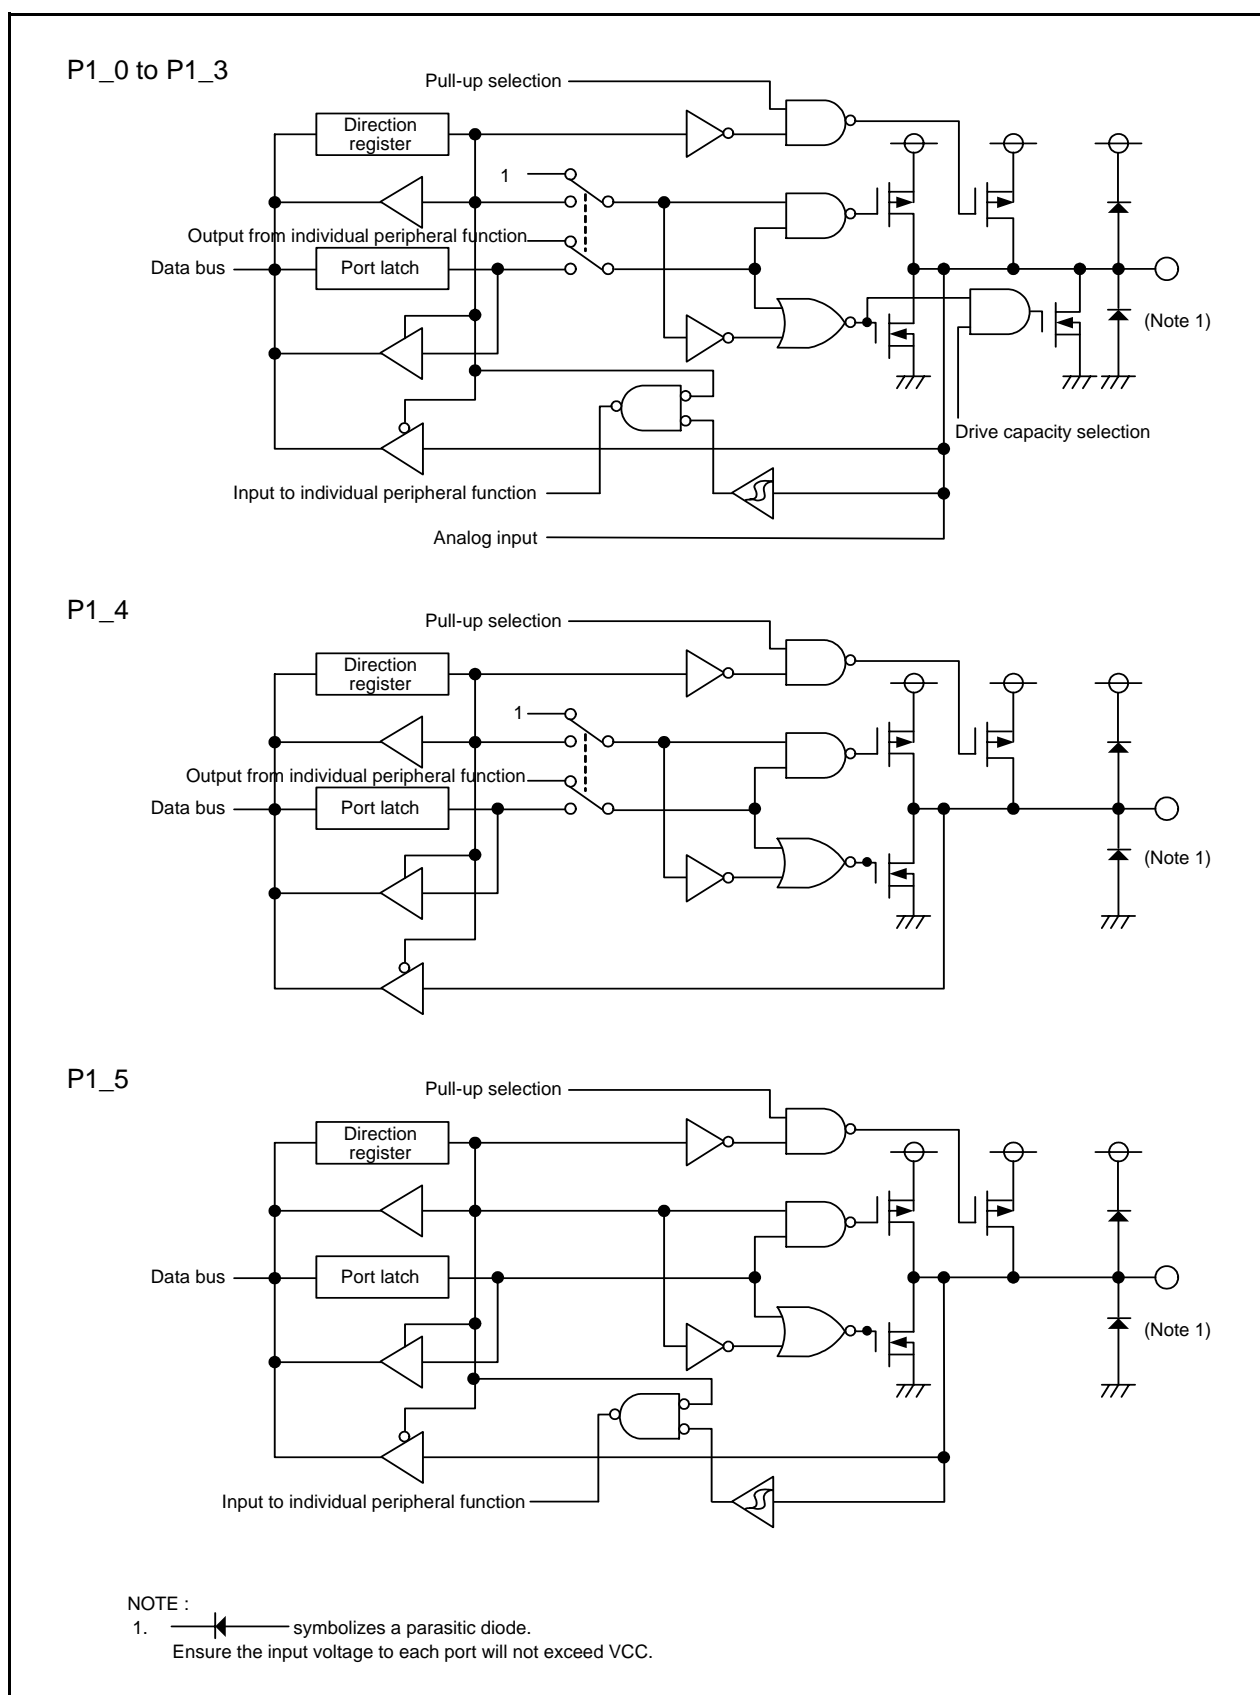 P1_0 to P1_3
Pull-up selection
Direction
register
1
Output from individual peripheral function
Data bus
Port latch
(Note 1)
Drive capacity selection
Input to individual peripheral function
Analog input
P1_4
Pull-up selection
Direction
register
1
Output from individual peripheral function
Data bus
Port latch
(Note 1)
P1_5
Pull-up selection
Direction
register
Data bus
Port latch
(Note 1)
Input to individual peripheral function
NOTE :
1. symbolizes a parasitic diode.
Ensure the input voltage to each port will not exceed VCC.